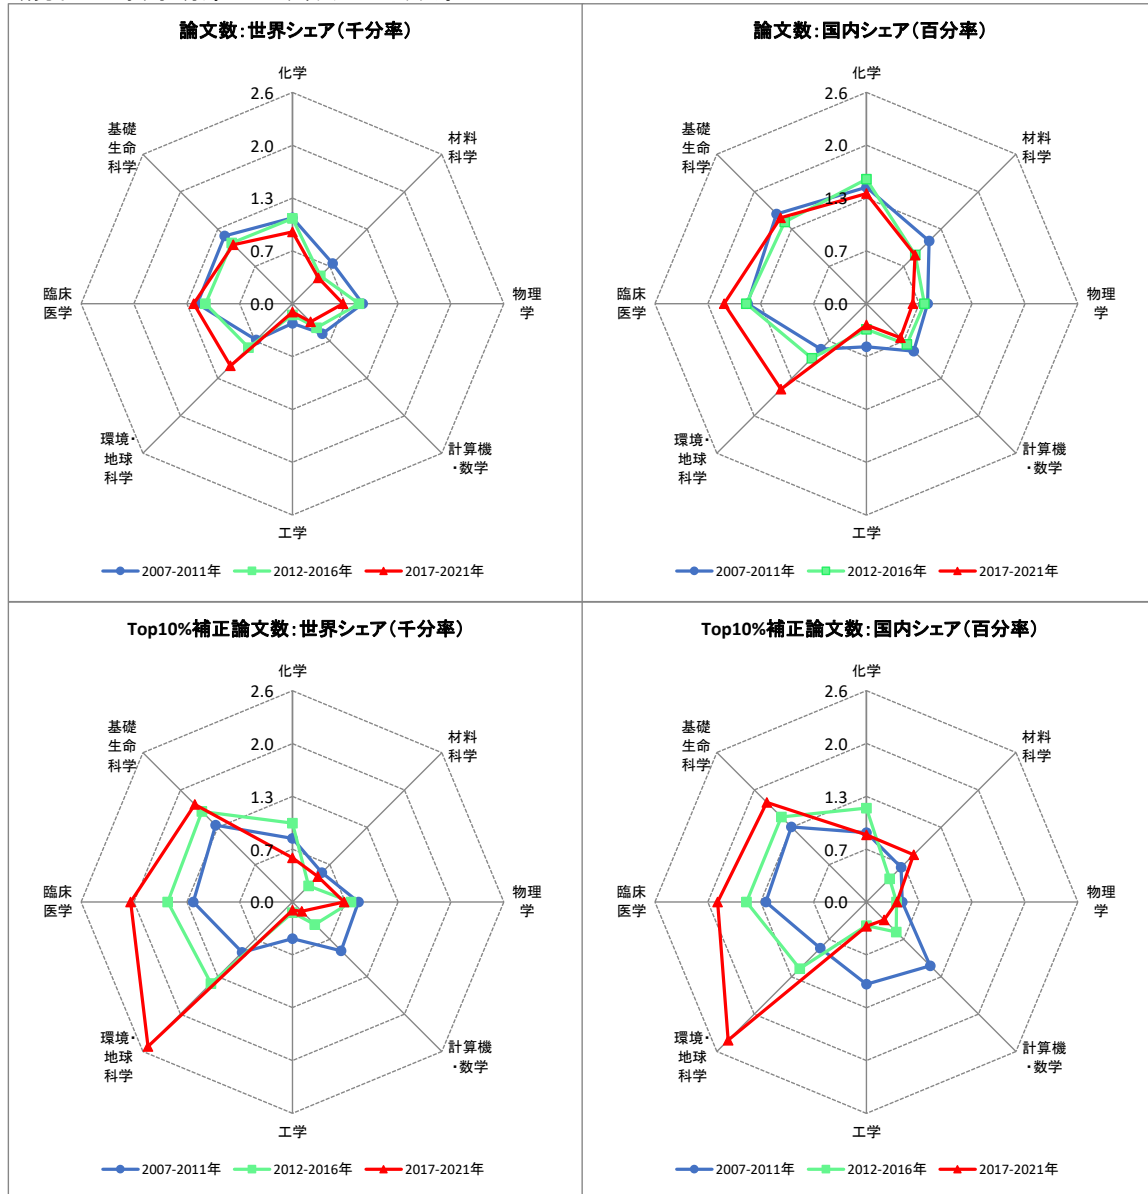 論文数:世界シェア(千分率)
化学
2.6
2.0
1.3
0.7
0.0
材料
科学
物理
学
計算機
・数学
工学
環境・
地球
科学
臨床
医学
基礎
生命
科学
2007-2011年
2012-2016年
2017-2021年
論文数:国内シェア(百分率)
化学
2.6
2.0
1.3
0.7
0.0
材料
科学
物理
学
計算機
・数学
工学
環境・
地球
科学
臨床
医学
基礎
生命
科学
2007-2011年
2012-2016年
2017-2021年
Top10%補正論文数:世界シェア(千分率)
化学
2.6
2.0
1.3
0.7
0.0
材料
科学
物理
学
計算機
・数学
工学
環境・
地球
科学
臨床
医学
基礎
生命
科学
2007-2011年
2012-2016年
2017-2021年
Top10%補正論文数:国内シェア(百分率)
化学
2.6
2.0
1.3
0.7
0.0
材料
科学
物理
学
計算機
・数学
工学
環境・
地球
科学
臨床
医学
基礎
生命
科学
2007-2011年
2012-2016年
2017-2021年